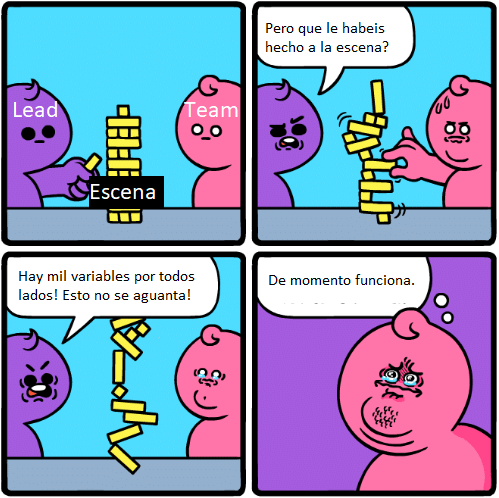 Lead
Team
Escena
Pero que le habeis
hecho a la escena?
Hay mil variables por todos
lados! Esto no se aguanta!
De momento funciona.